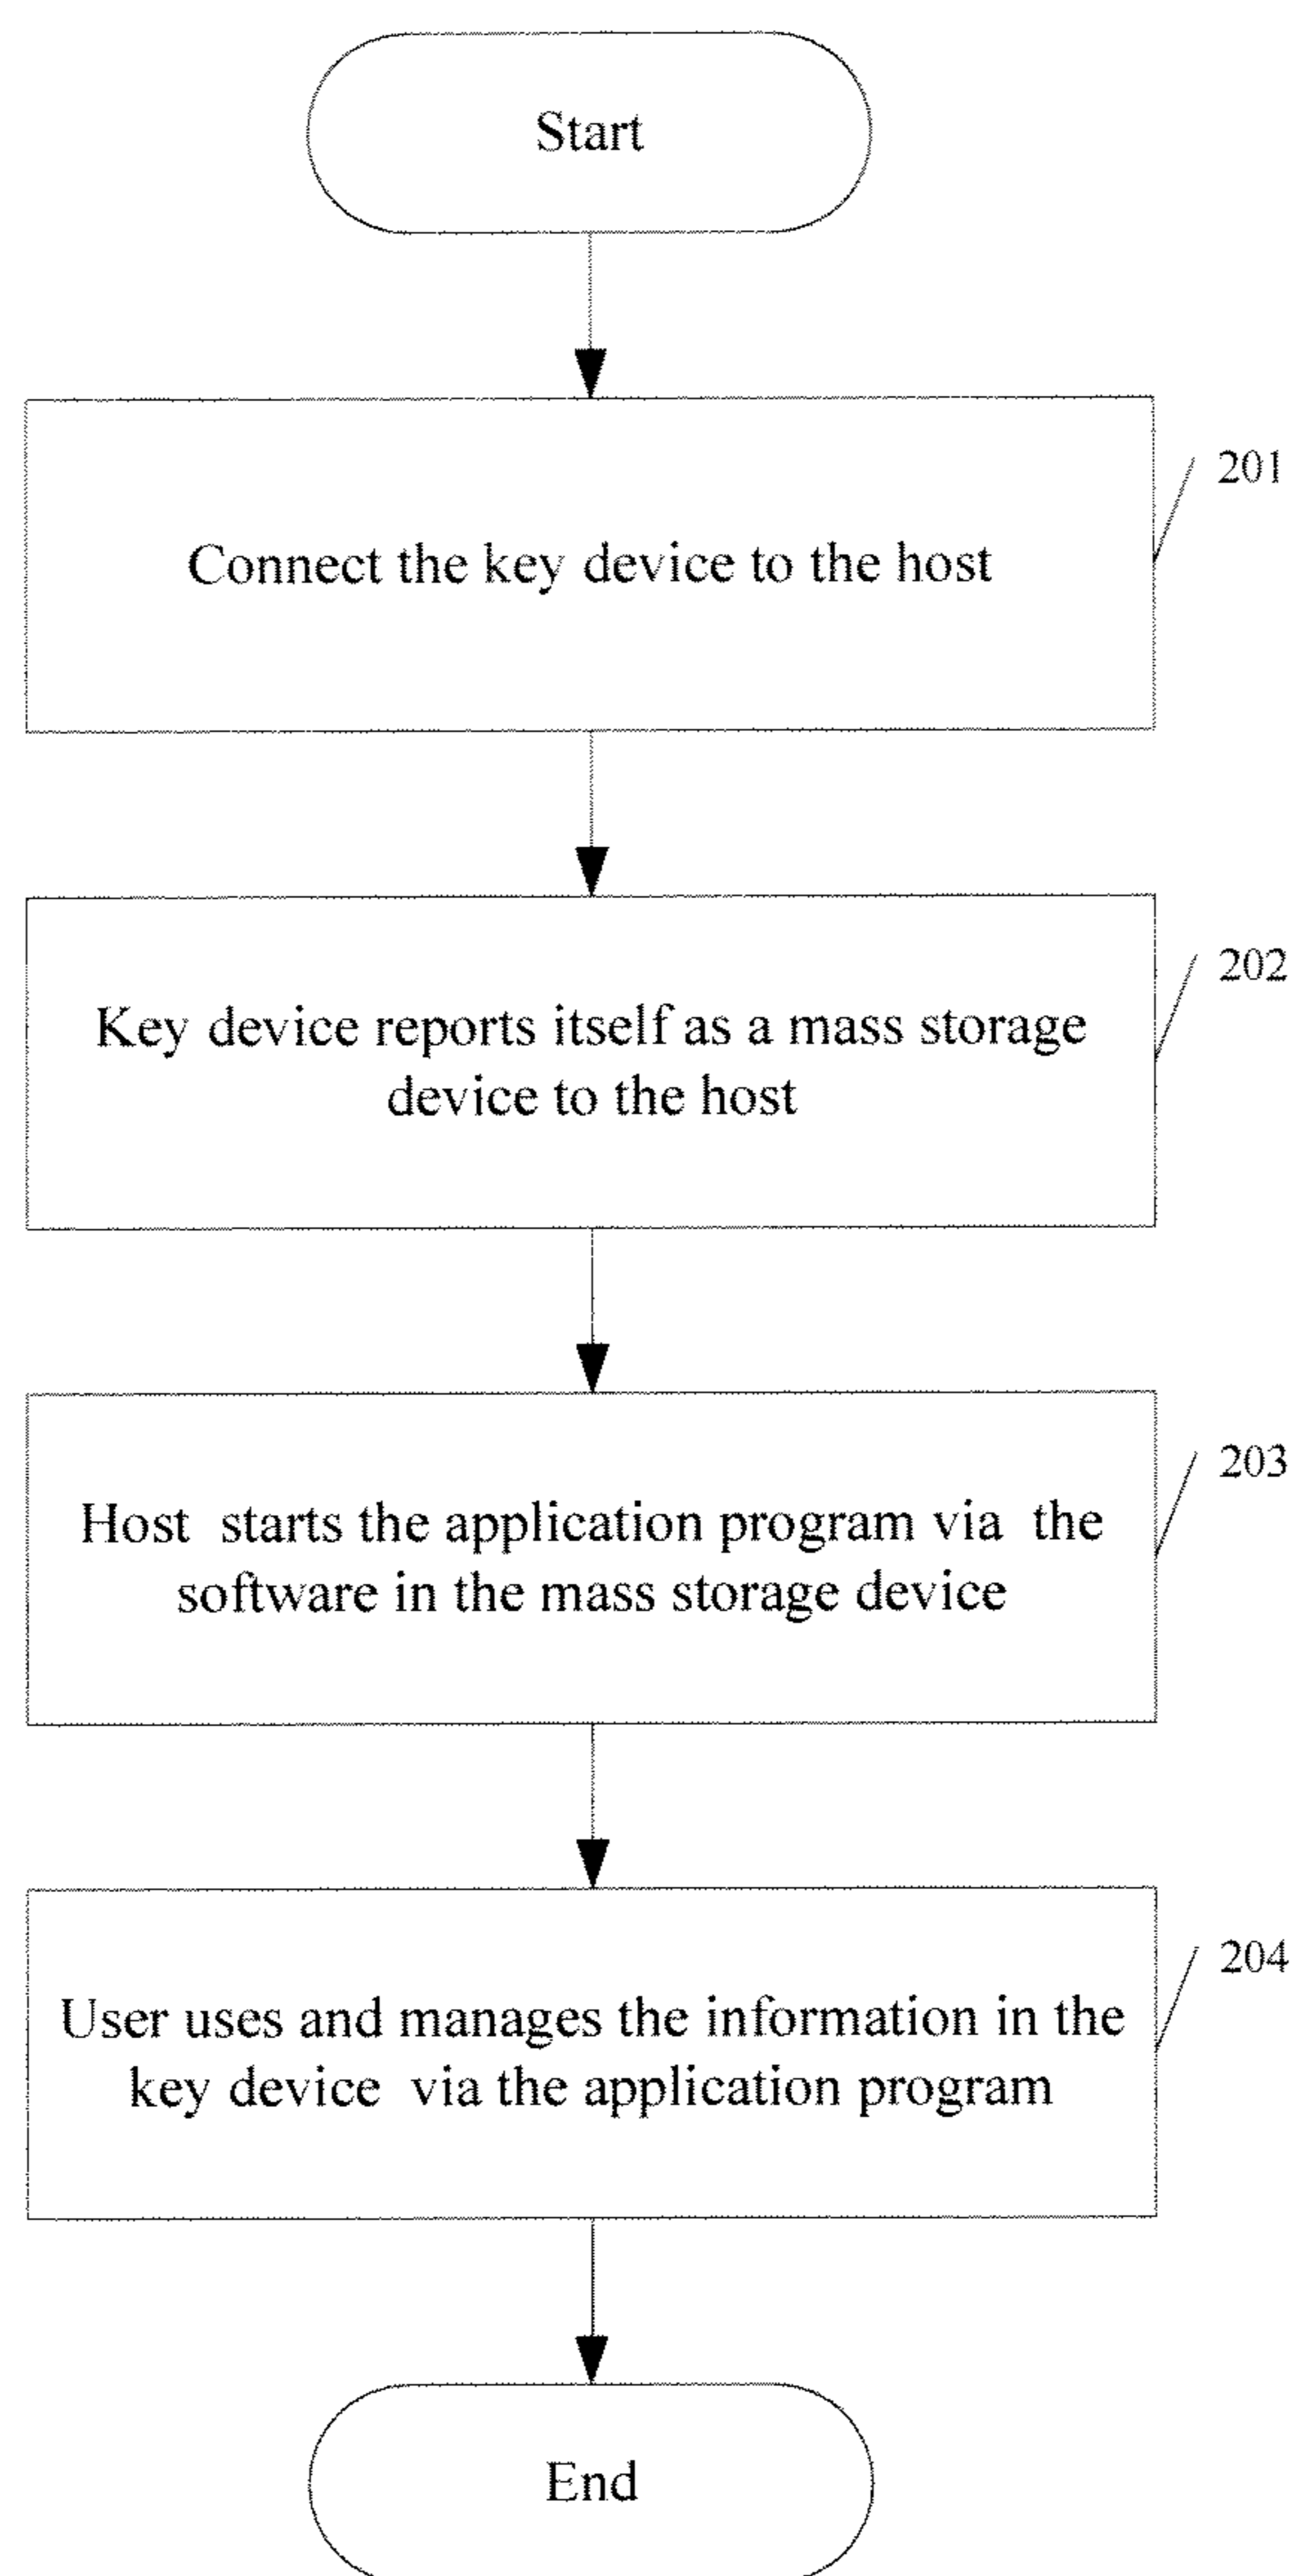 Start
201
Connect the key device to the host
202
Key device reports itself as a mass storage
device to the host
203
Host starts the application program via the
software in the mass storage device
204
User uses and manages the information in the
key device via the application program
End